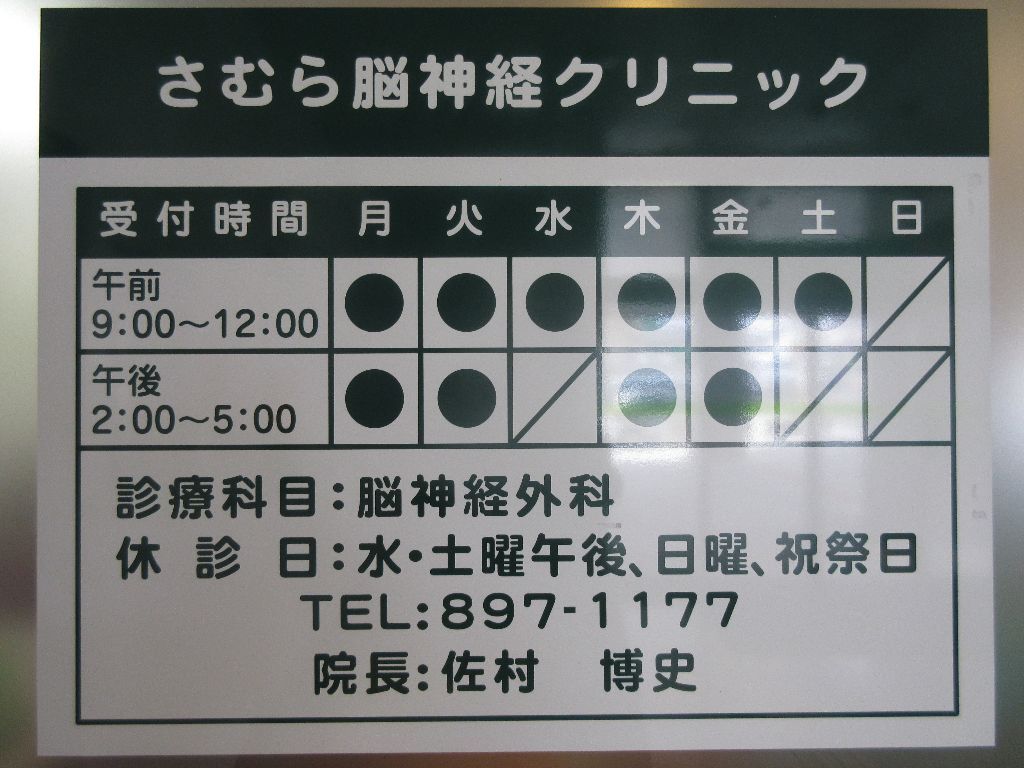 さむら脳神経クリニック
受付時間 月 火 水 木 金 土 日
午前
9:00～12:00 ● ● ● ● ● ●
午後
2:00～5:00 ● ● ● ●
診療科目：脳神経外科
休診日：水・土曜午後、日曜、祝祭日
TEL：897-1177
院長：佐村　博史